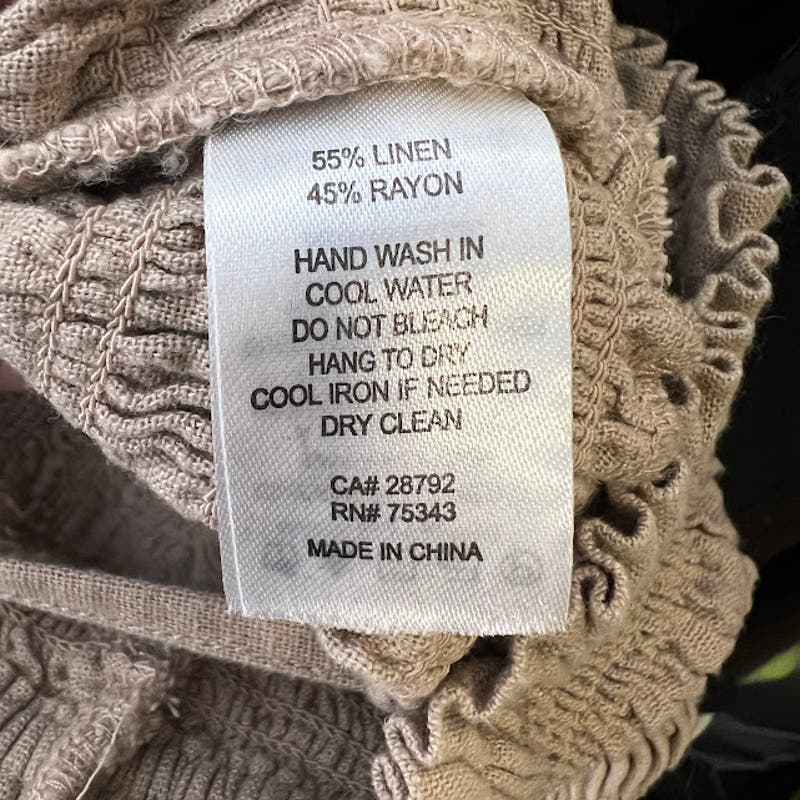 55% LINEN
45% RAYON
HAND WASH IN
COOL WATER
DO NOT BLEACH
HANG TO DRY
COOL IRON IF NEEDED
DRY CLEAN
CA# 28792
RN# 75343
MADE IN CHINA